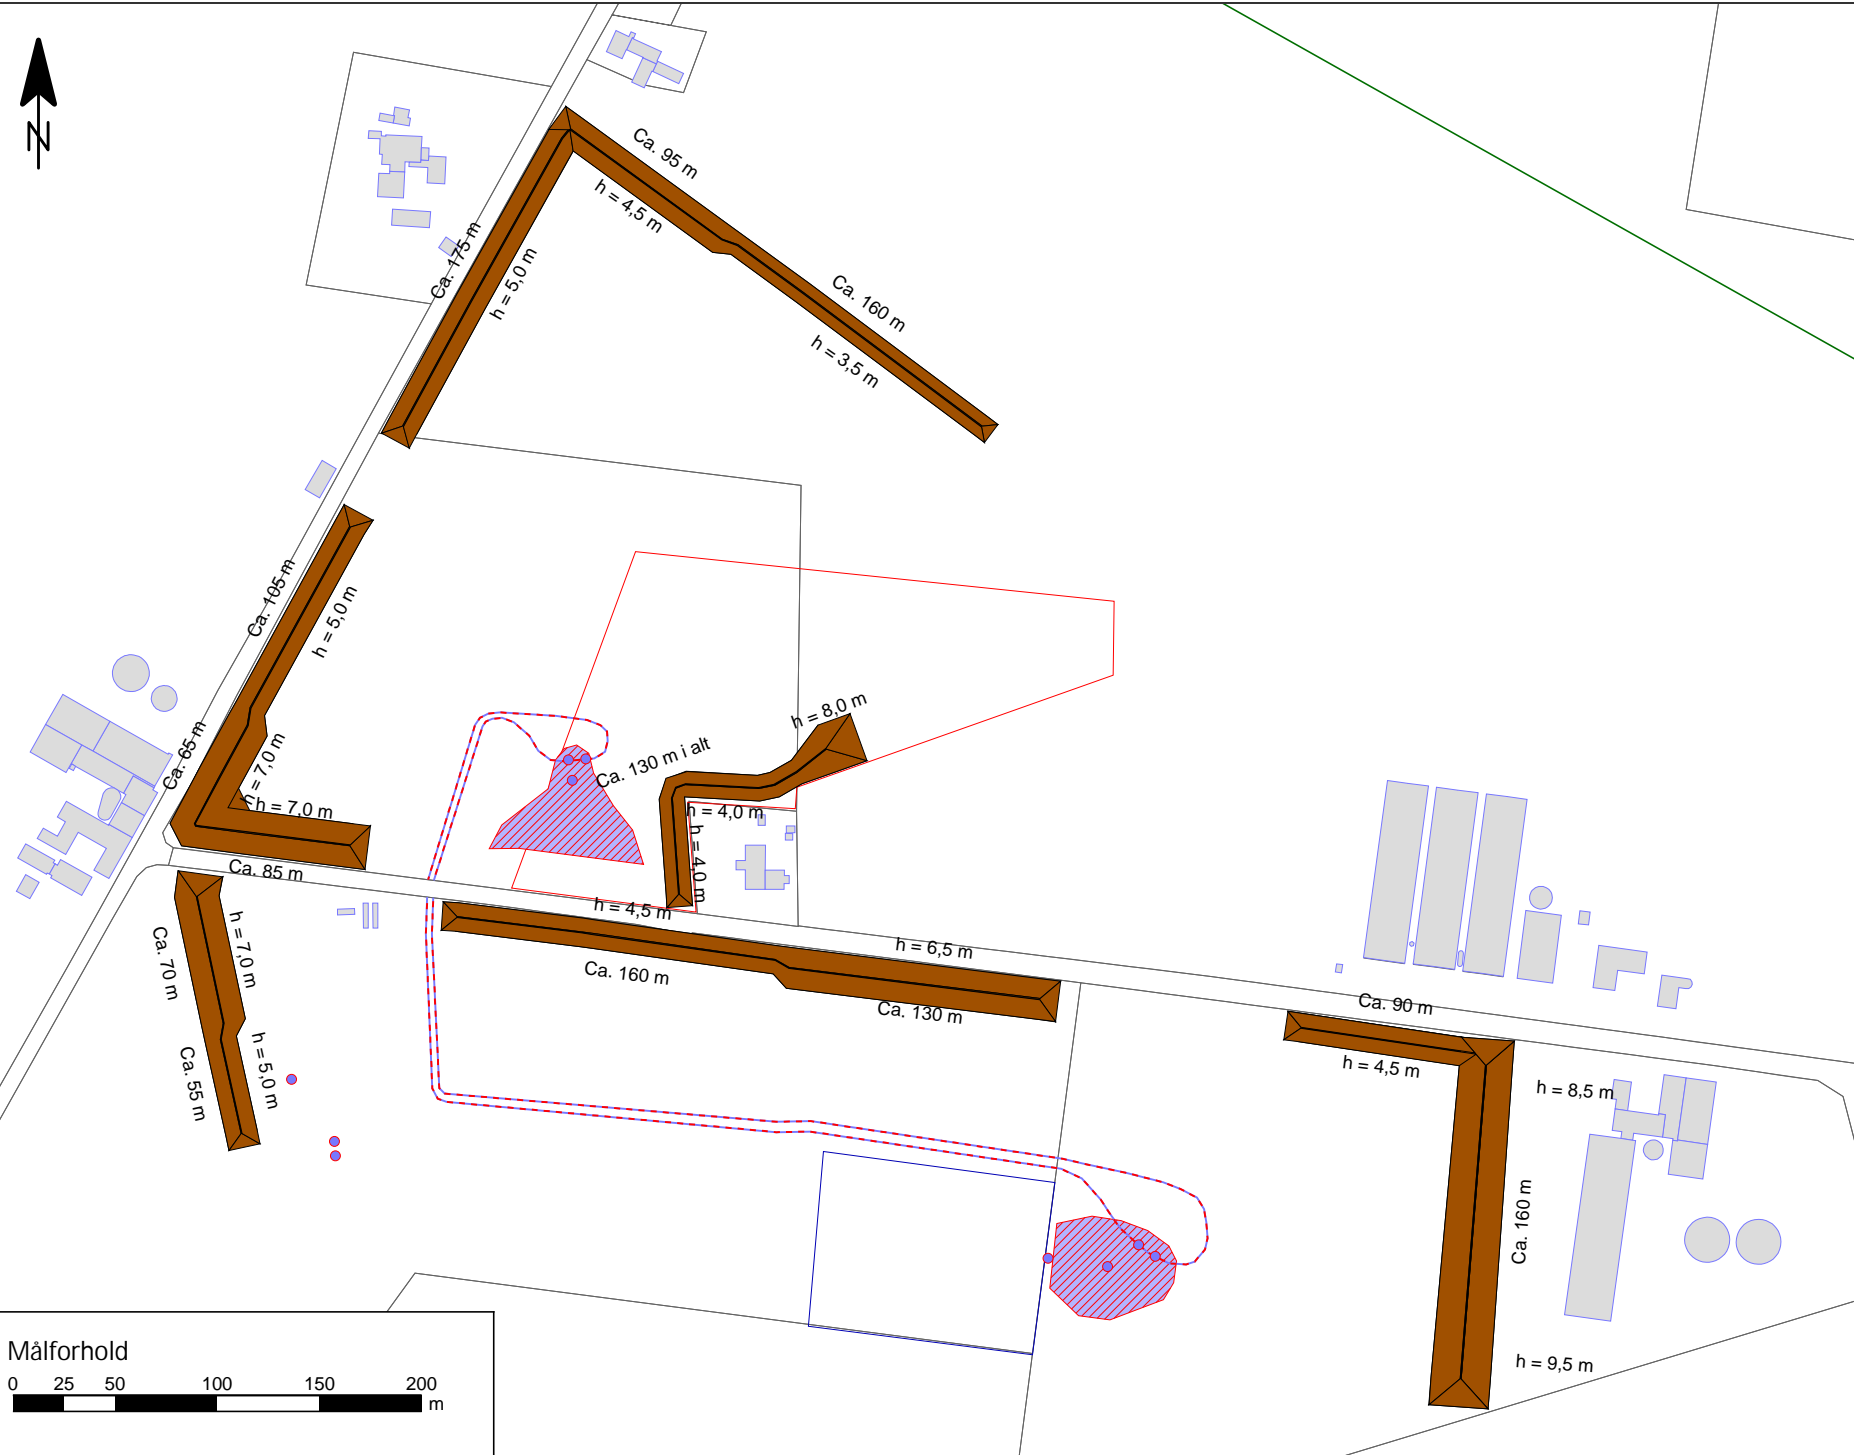 N
Ca. 95 m
h = 4,5 m
Ca. 175 m
h = 5,0 m
Ca. 160 m
h = 3,5 m
Ca. 105 m
h = 5,0 m
Ca. 65 m
h = 7,0 m
h = 7,0 m
Ca. 85 m
h = 8,0 m
Ca. 130 m i alt
h = 4,0 m
h = 4,0 m
h = 4,5 m
Ca. 160 m
h = 6,5 m
Ca. 130 m
Ca. 70 m
h = 7,0 m
Ca. 55 m
h = 5,0 m
Ca. 90 m
h = 4,5 m
h = 8,5 m
Ca. 160 m
h = 9,5 m
Målforhold
0 25 50 100 150 200
m